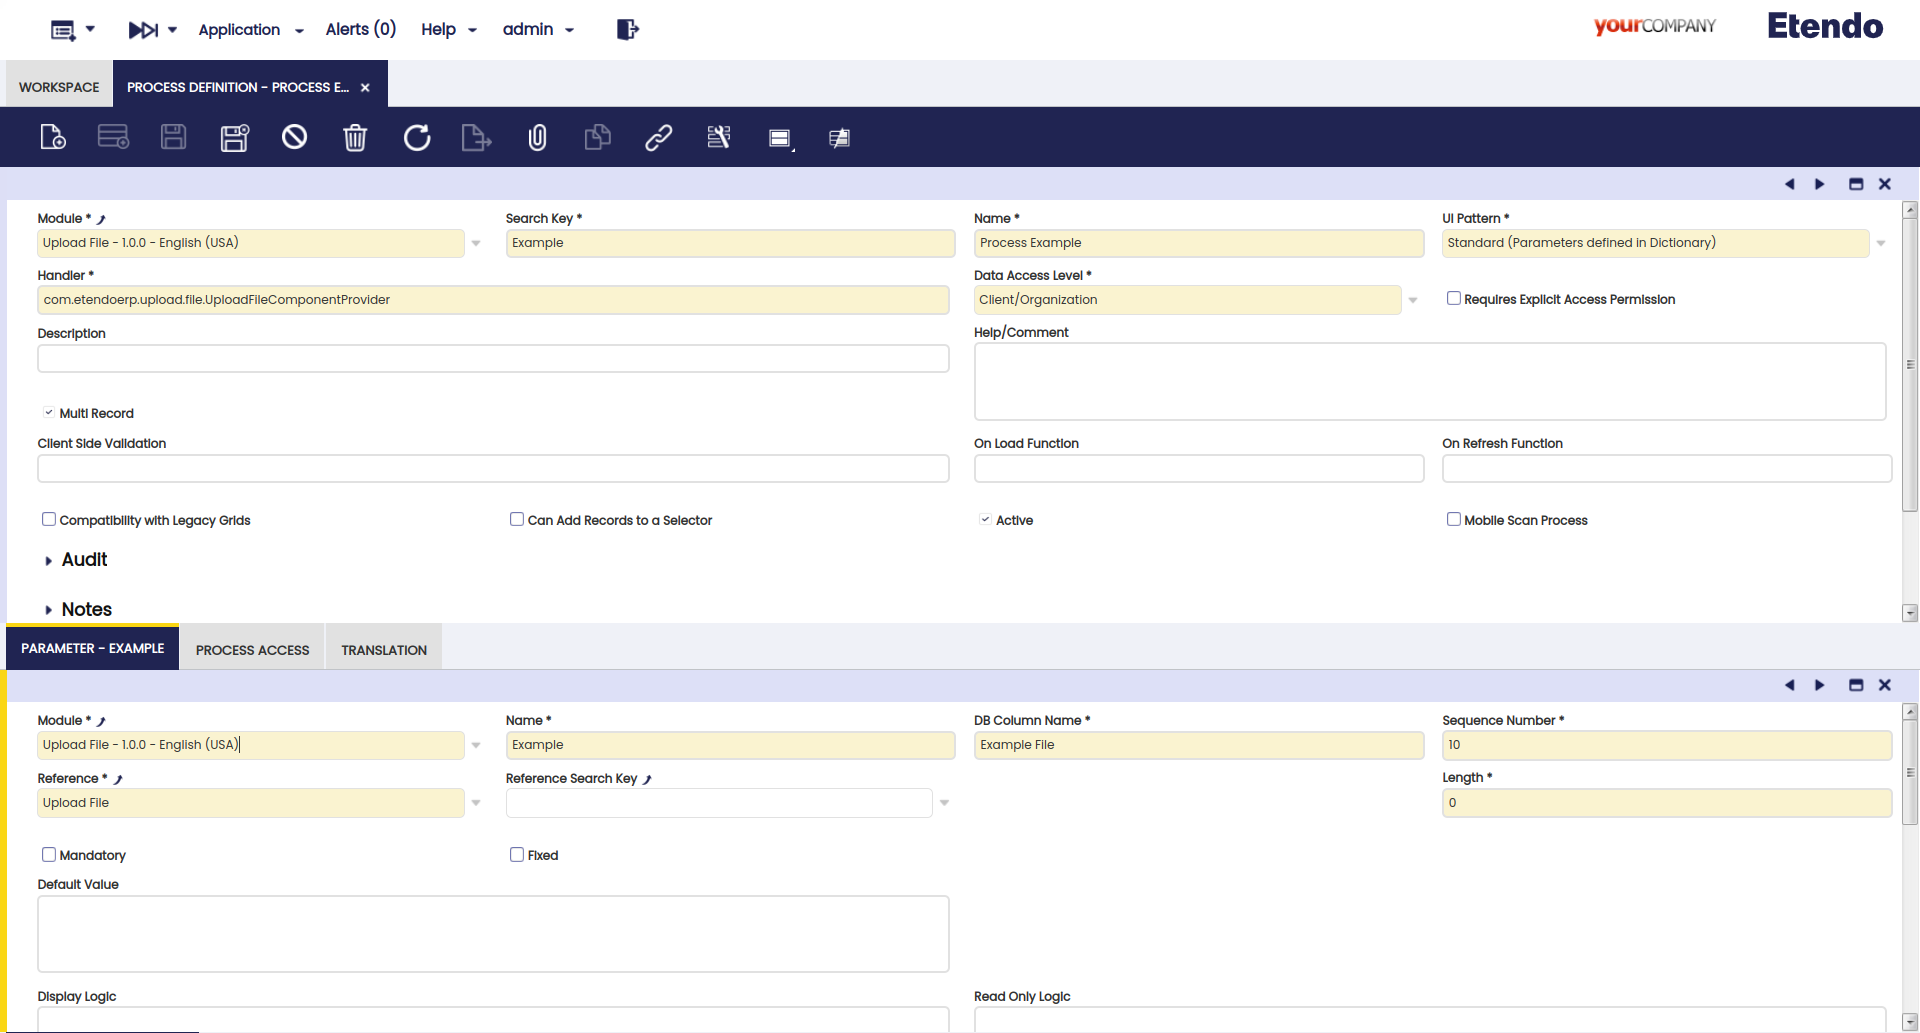 Application
Alerts (0)
Help
admin
yourCOMPANY
Etendo
WORKSPACE
PROCESS DEFINITION - PROCESS E...
Module *
Search Key *
Name *
UI Pattern *
Upload File - 1.0.0 - English (USA)
Example
Process Example
Standard (Parameters defined in Dictionary)
Handler *
Data Access Level *
com.etendoerp.upload.file.UploadFileComponentProvider
Client/Organization
Requires Explicit Access Permission
Description
Help/Comment
Multi Record
Client Side Validation
On Load Function
On Refresh Function
Compatibility with Legacy Grids
Can Add Records to a Selector
Active
Mobile Scan Process
Audit
Notes
PARAMETER - EXAMPLE
PROCESS ACCESS
TRANSLATION
Module *
Name *
DB Column Name *
Sequence Number *
Upload File - 1.0.0 - English (USA)
Example
Example File
10
Reference *
Reference Search Key
Length *
Upload File
0
Mandatory
Fixed
Default Value
Display Logic
Read Only Logic